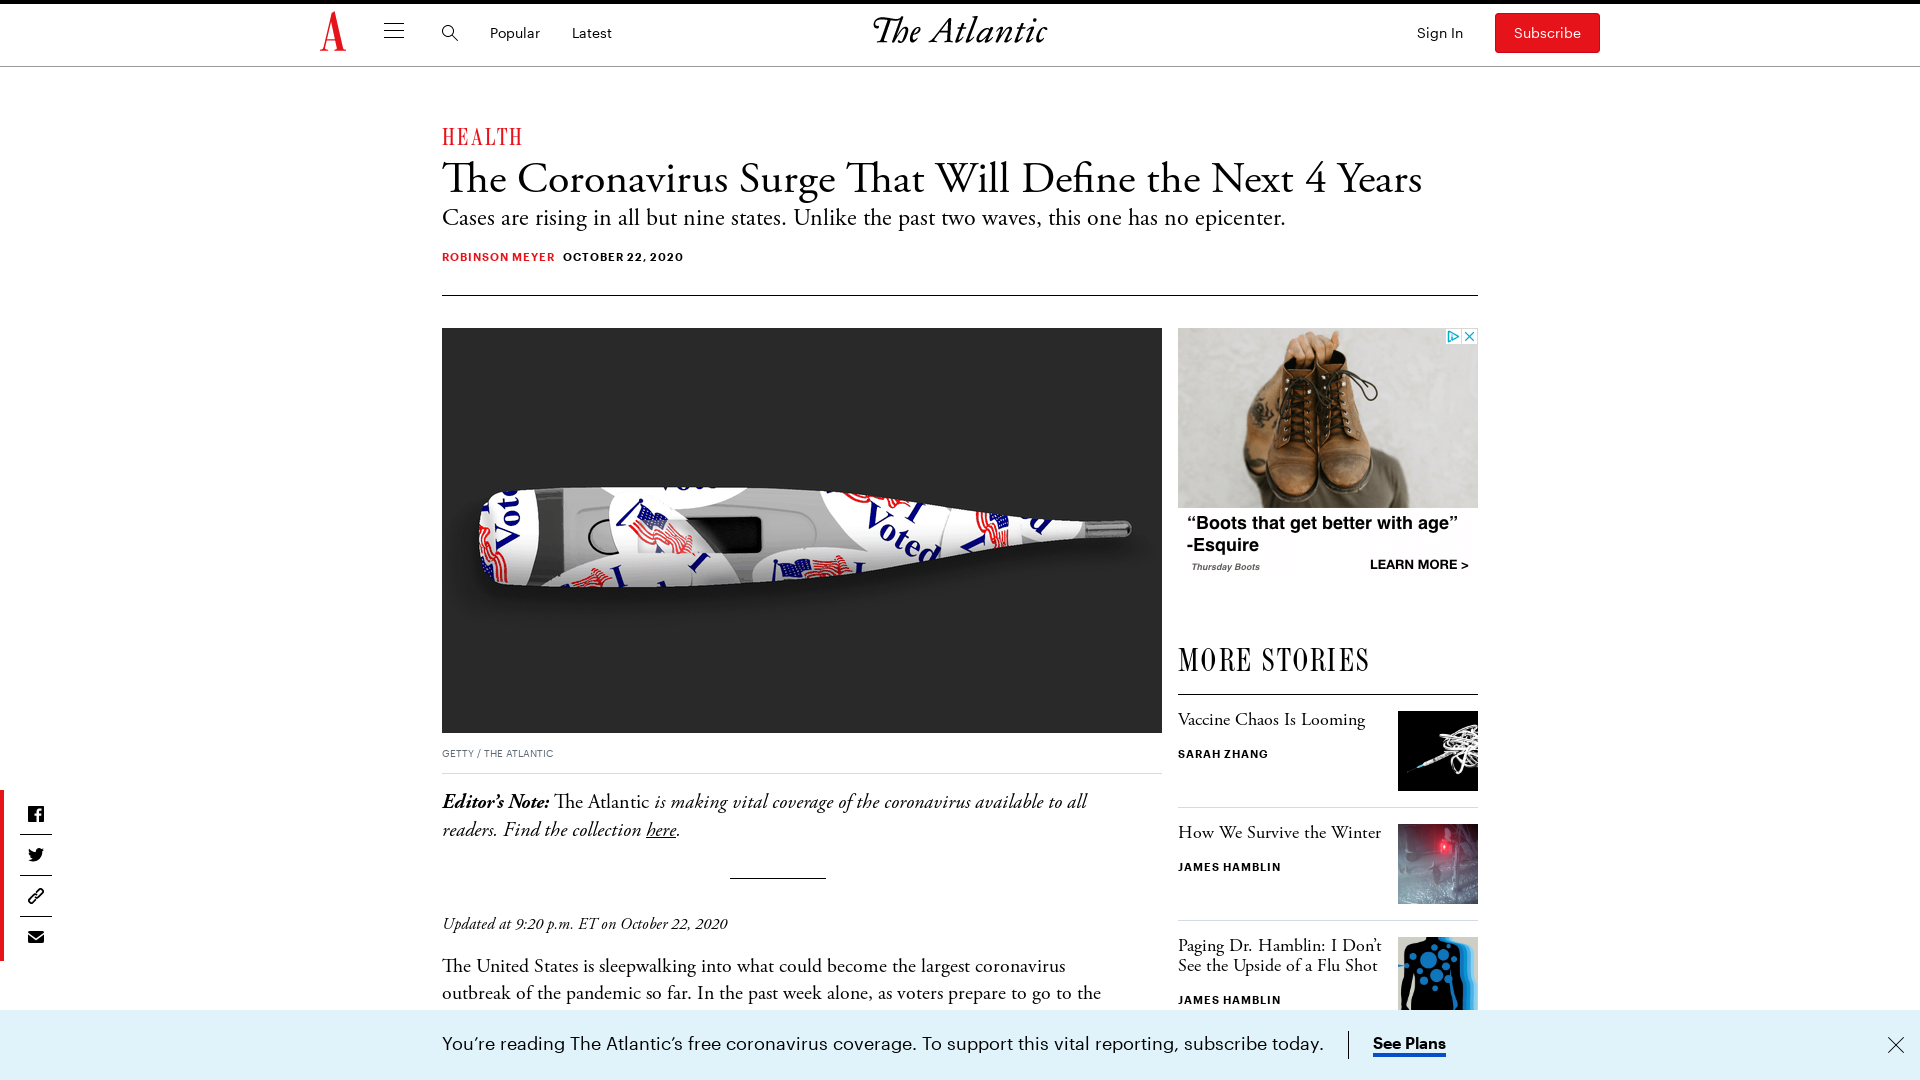 A
Popular
Latest
The Atlantic
Sign In
Subscribe
HEALTH
The Coronavirus Surge That Will Define the Next 4 Years
Cases are rising in all but nine states. Unlike the past two waves, this one has no epicenter.
ROBINSON MEYER OCTOBER 22, 2020
Vot
I Voted
I
I
GETTY / THE ATLANTIC
Editor’s Note: The Atlantic is making vital coverage of the coronavirus available to all
readers. Find the collection here.
Updated at 9:20 p.m. ET on October 22, 2020
The United States is sleepwalking into what could become the largest coronavirus
outbreak of the pandemic so far. In the past week alone, as voters prepare to go to the
“Boots that get better with age”
-Esquire
Thursday Boots
LEARN MORE >
MORE STORIES
Vaccine Chaos Is Looming
SARAH ZHANG
How We Survive the Winter
JAMES HAMBLIN
Paging Dr. Hamblin: I Don’t
See the Upside of a Flu Shot
JAMES HAMBLIN
You’re reading The Atlantic’s free coronavirus coverage. To support this vital reporting, subscribe today.
See Plans